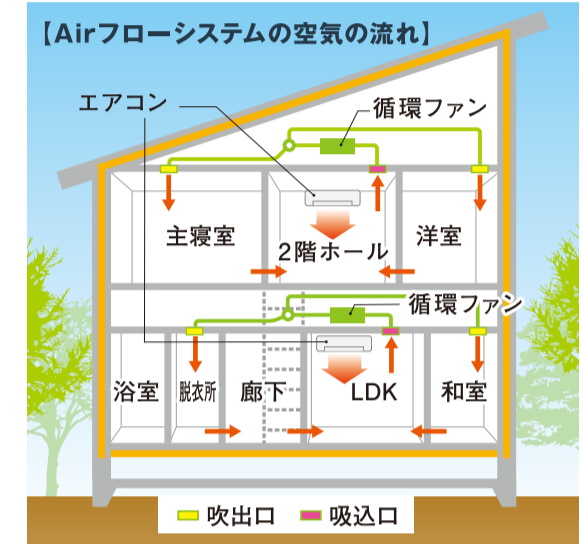 【Airフローシステムの空気の流れ】
エアコン
循環ファン
主寝室
2階ホール
洋室
循環ファン
浴室
脱衣所
廊下
LDK
和室
吹出口
吸込口